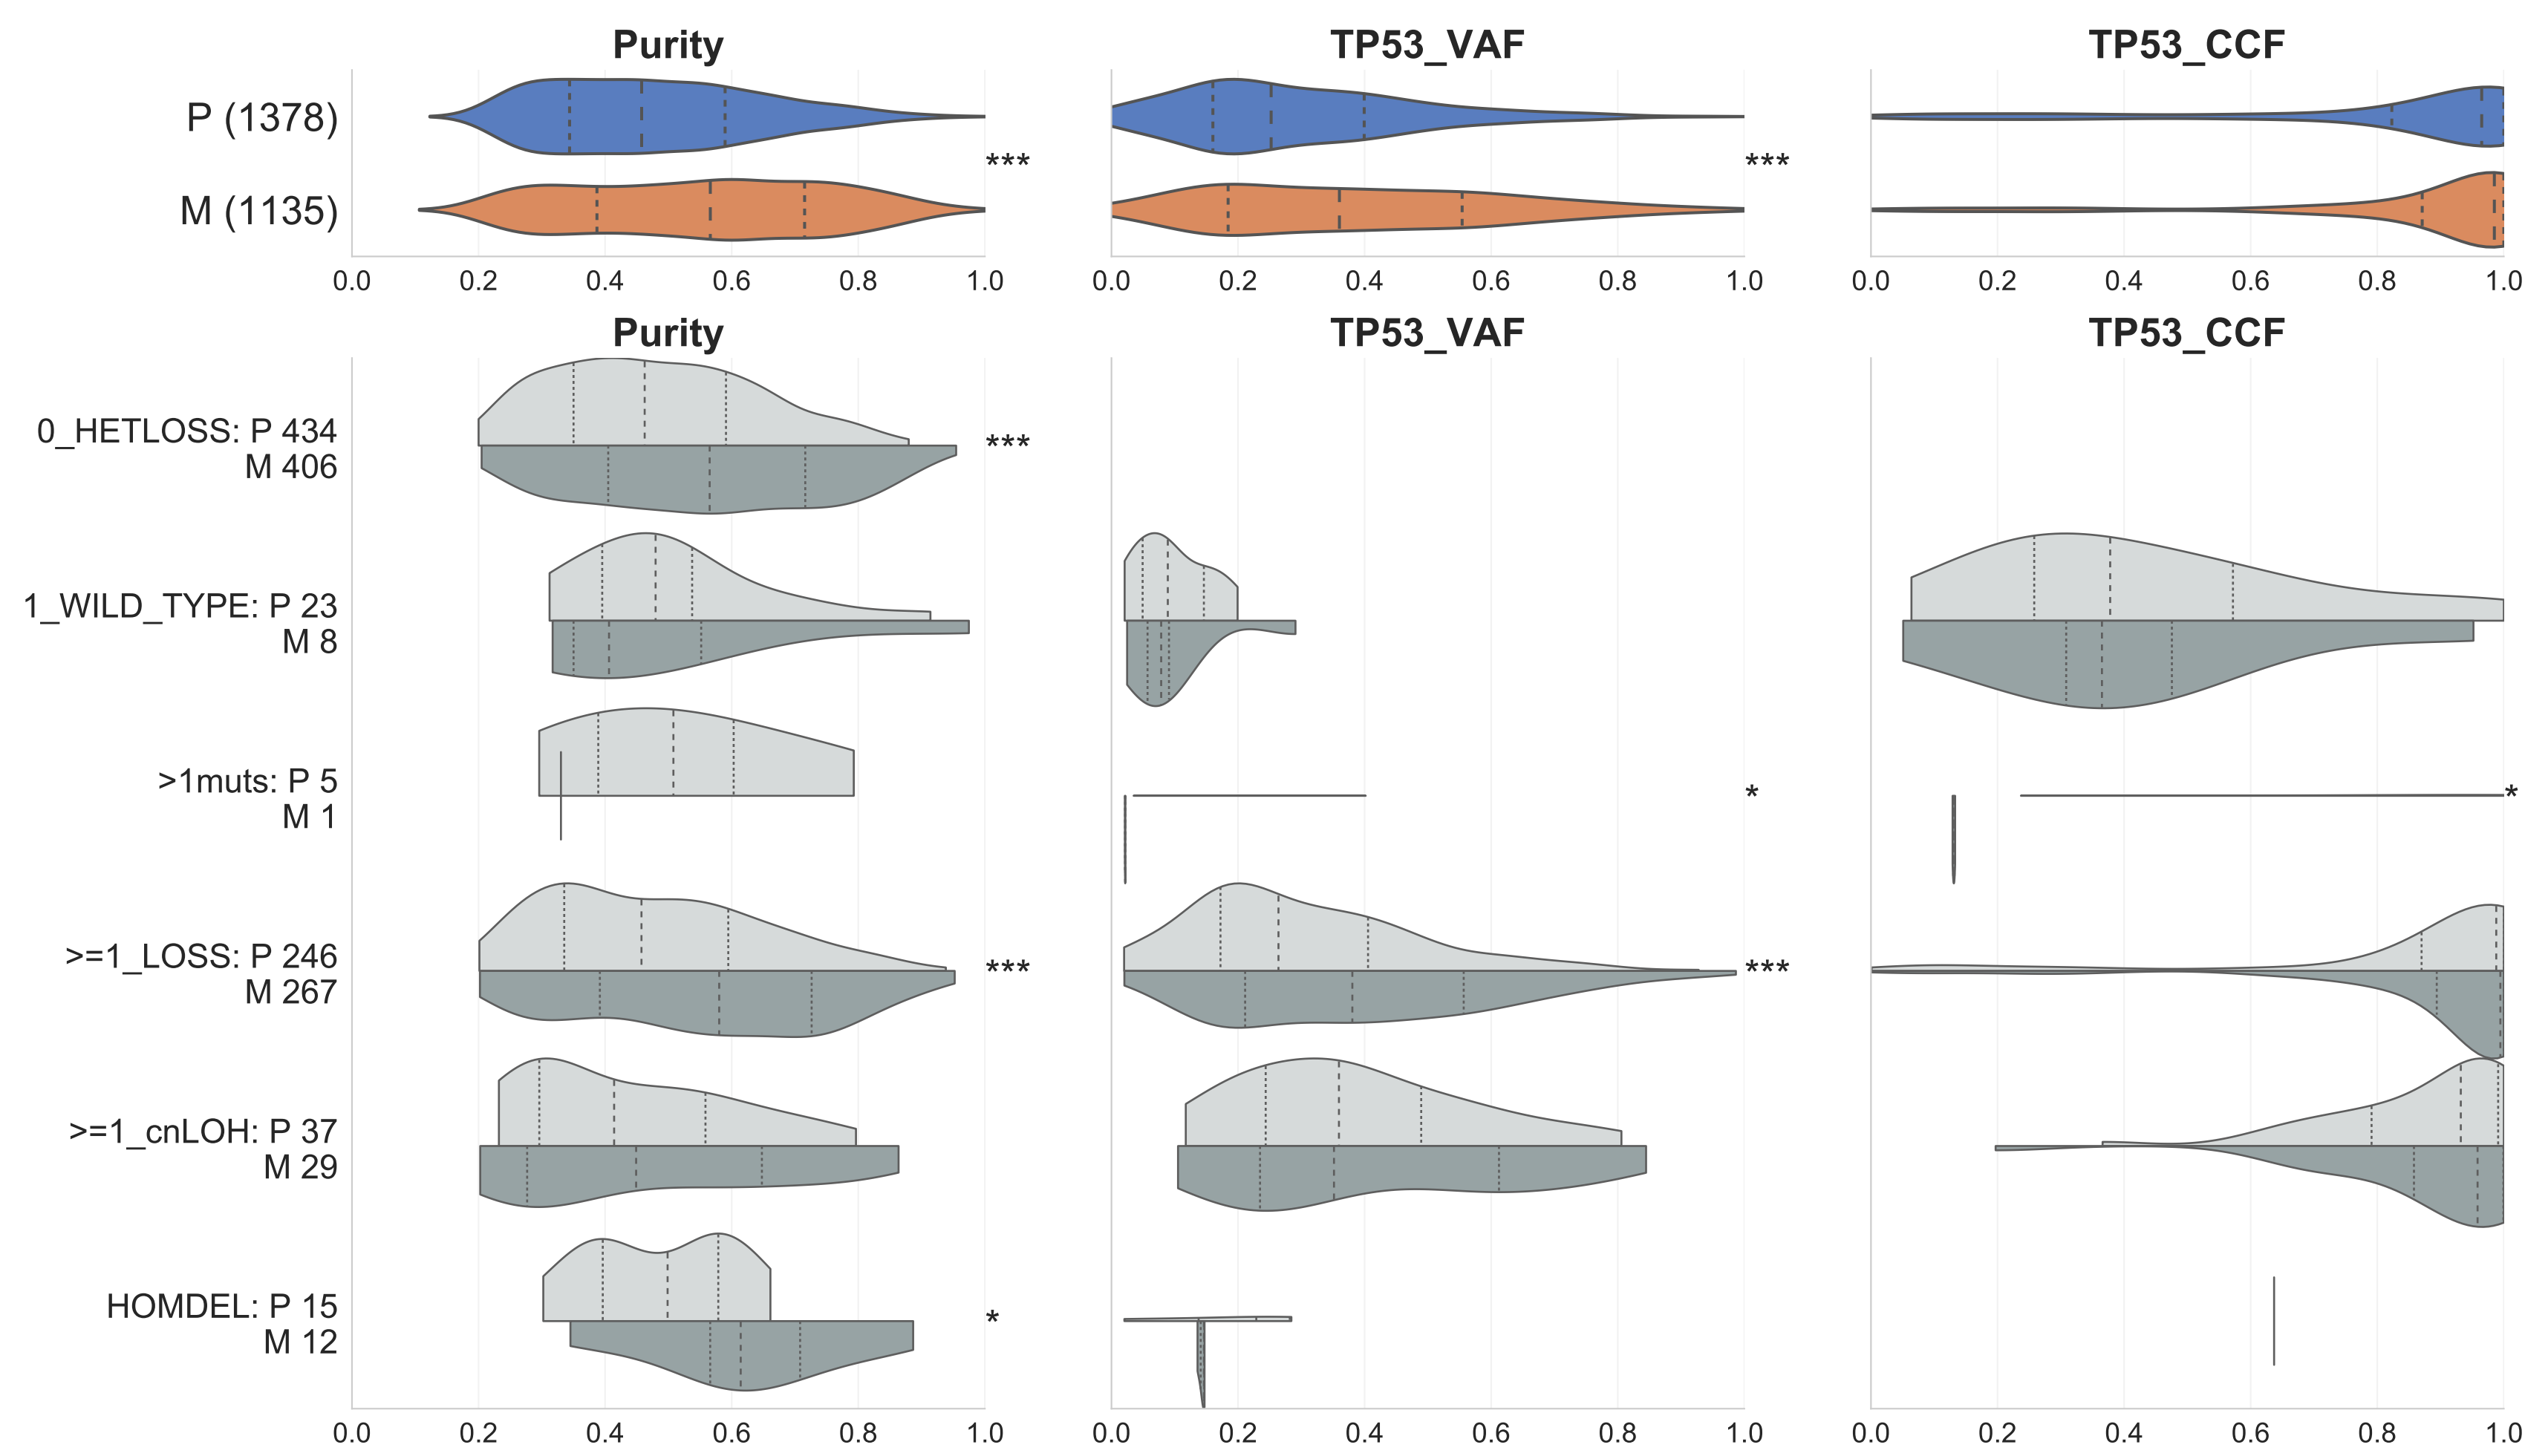 Purity TP53_VAF TP53_CCF
P (1378)
*** ***
M (1135)
0.0 0.2 0.4 0.6 0.8 1.0 0.0 0.2 0.4 0.6 0.8 1.0 0.0 0.2 0.4 0.6 0.8 1.0
Purity TP53_VAF TP53_CCF
0_HETLOSS: P 434
M 406
***
1_WILD_TYPE: P 23
M 8
>1muts: P 5
M 1
* *
>=1_LOSS: P 246
M 267
*** ***
>=1_cnLOH: P 37
M 29
HOMDEL: P 15
M 12
*
0.0 0.2 0.4 0.6 0.8 1.0 0.0 0.2 0.4 0.6 0.8 1.0 0.0 0.2 0.4 0.6 0.8 1.0